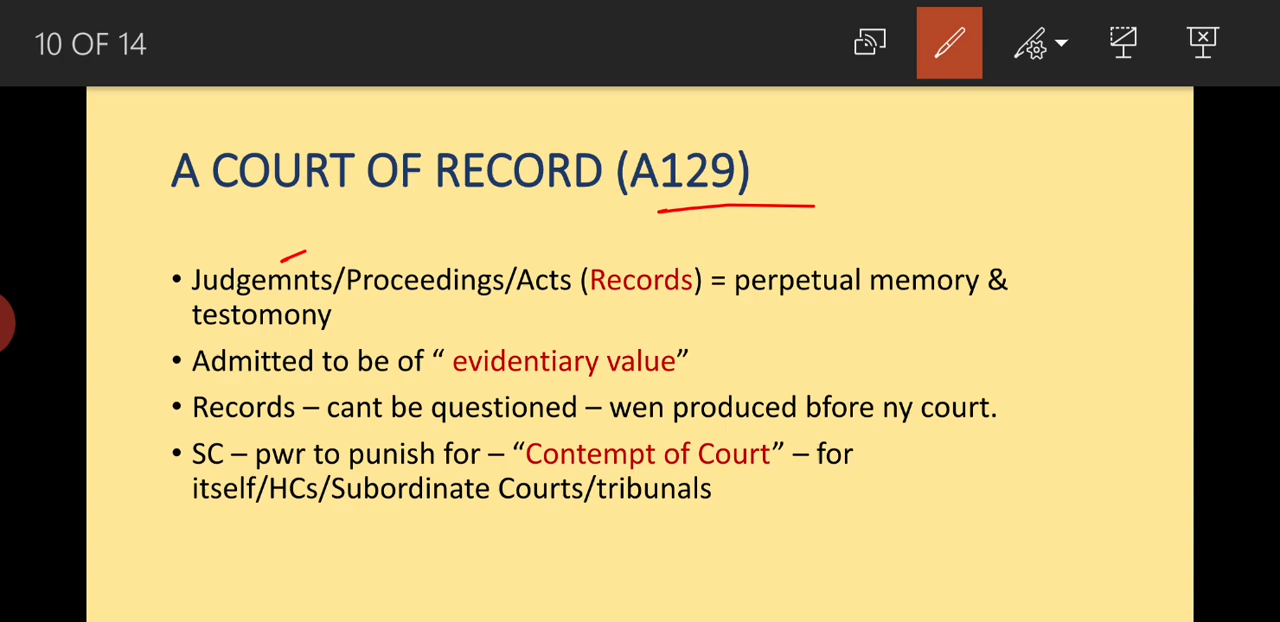 10 OF 14
A COURT OF RECORD (A129)
• Judgemnts/Proceedings/Acts (Records) = perpetual memory &
testomony
• Admitted to be of “ evidentiary value”
• Records – cant be questioned – wen produced bfore ny court.
• SC – pwr to punish for – “Contempt of Court” – for
itself/HCs/Subordinate Courts/tribunals